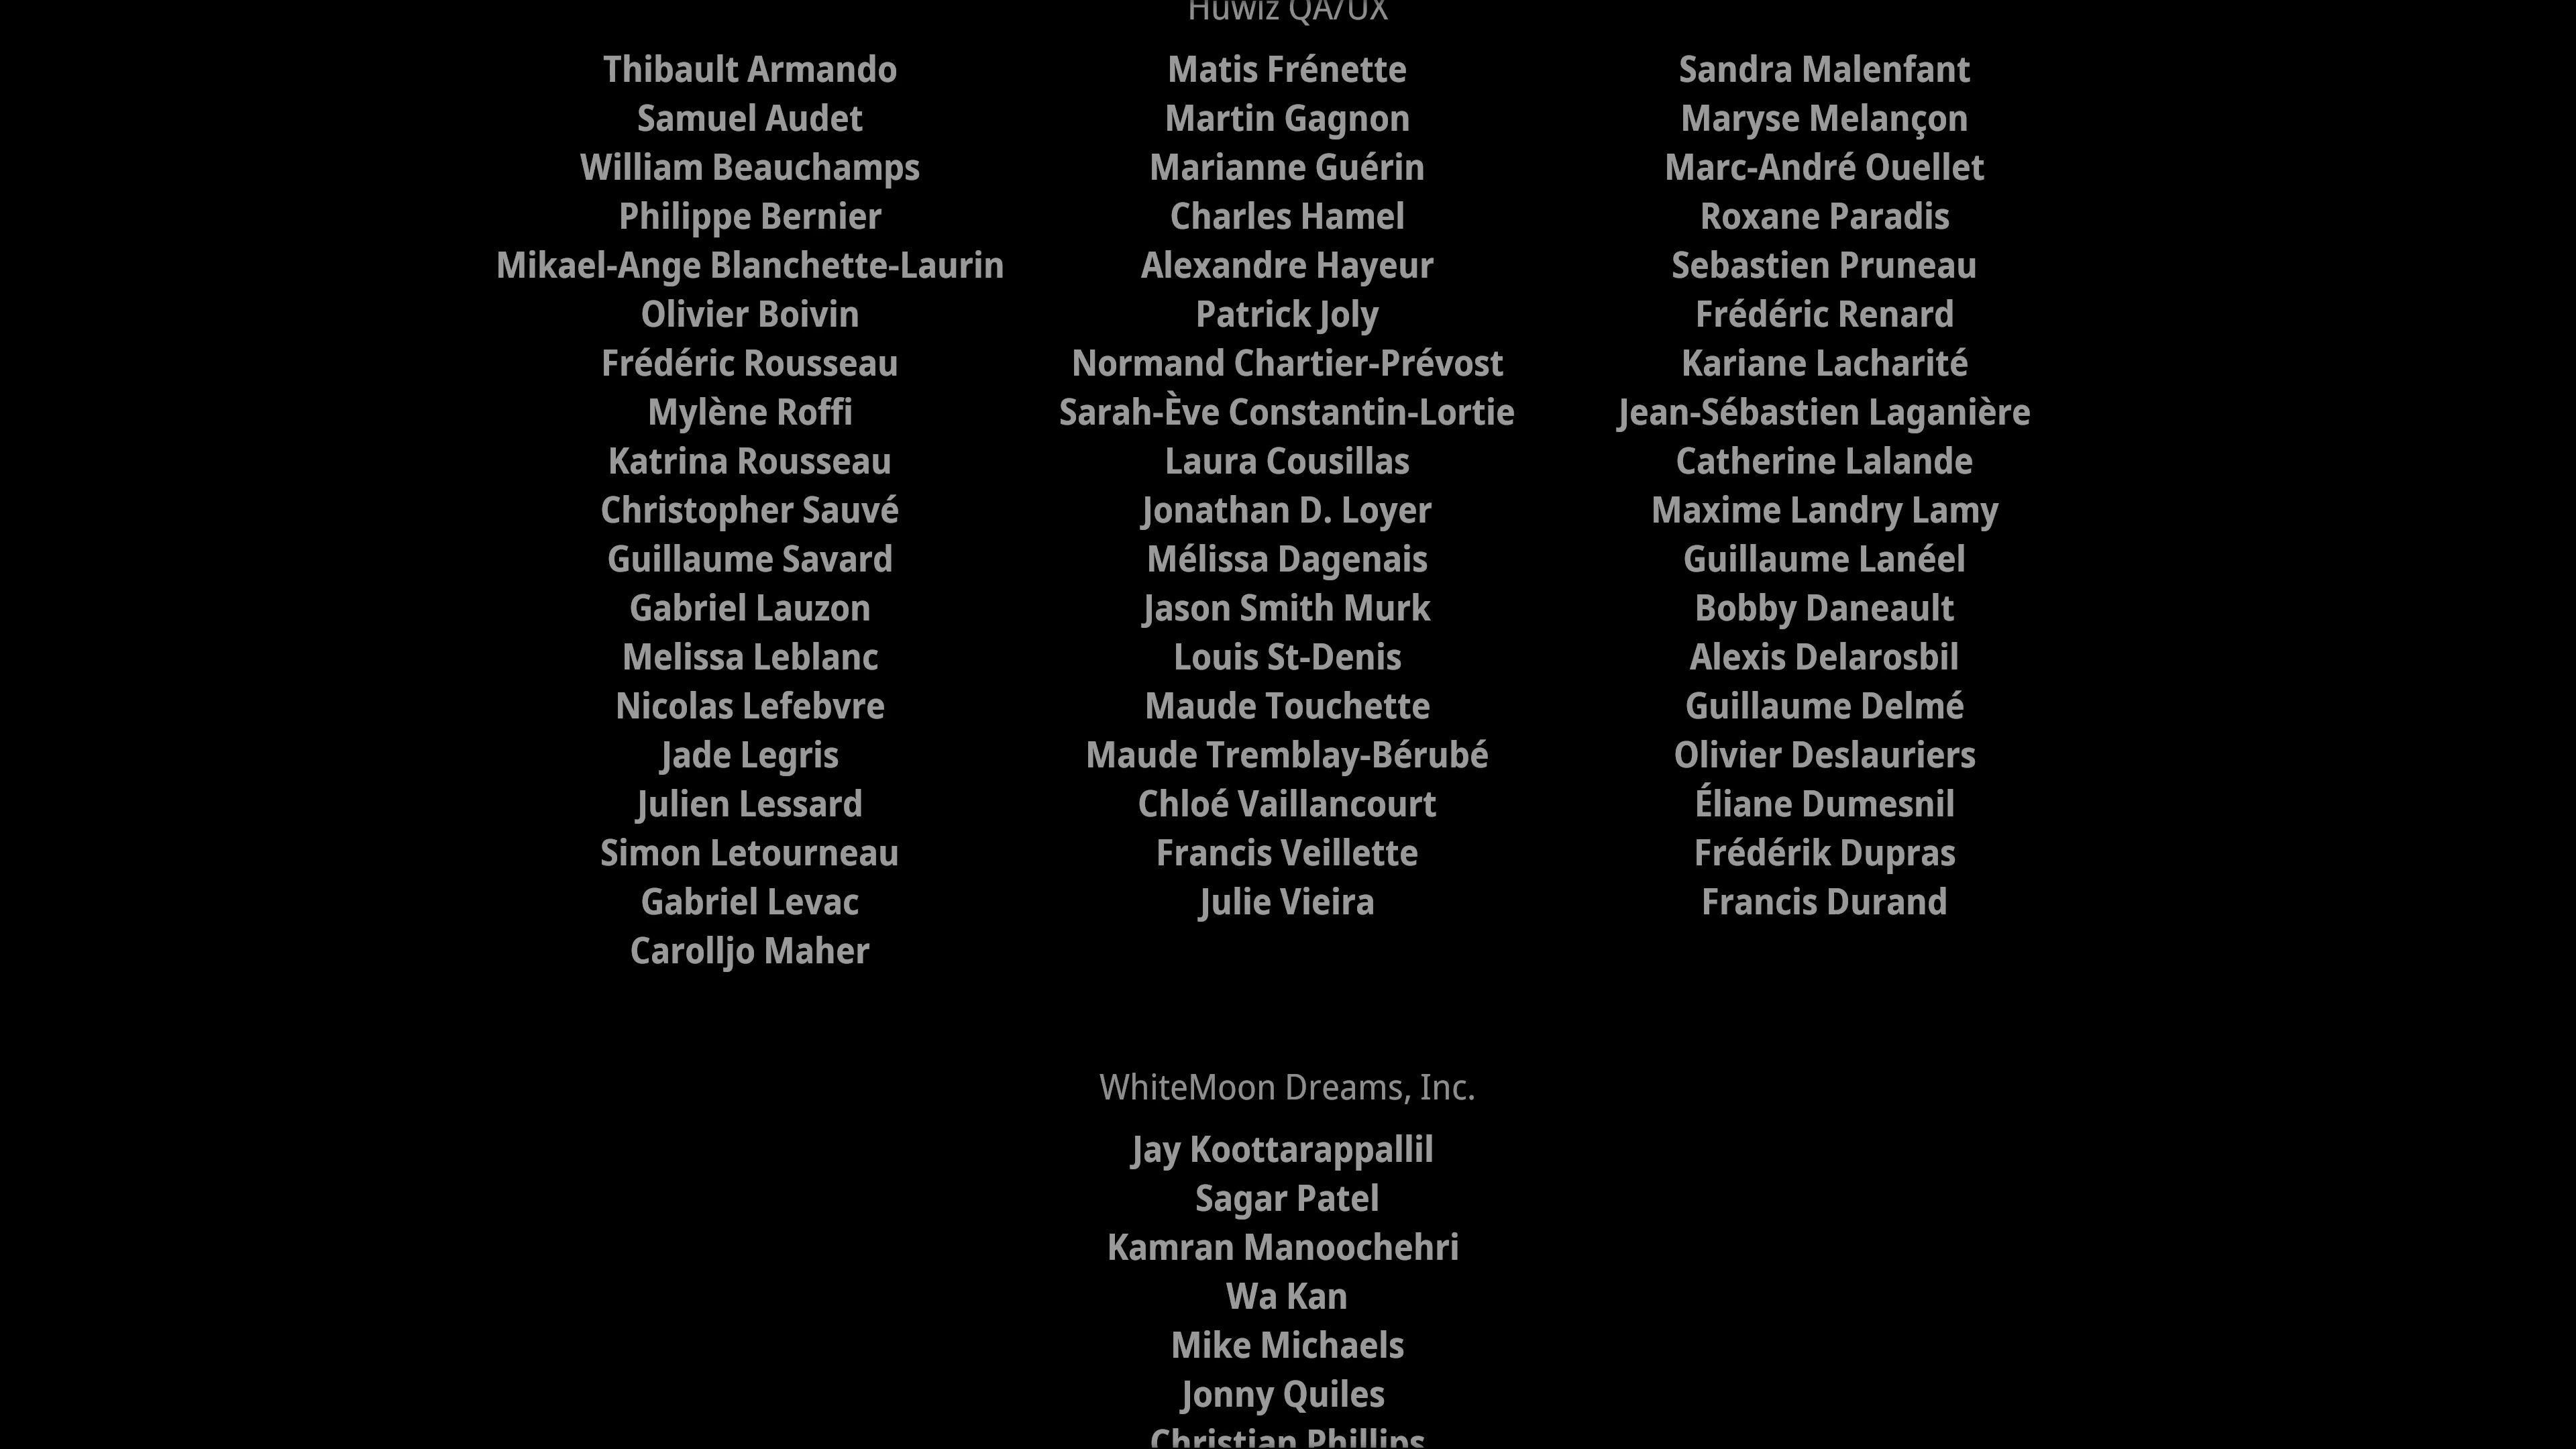 Huwiz QA/UX
Thibault Armando
Samuel Audet
William Beauchamps
Philippe Bernier
Mikael-Ange Blanchette-Laurin
Olivier Boivin
Frédéric Rousseau
Mylène Roffi
Katrina Rousseau
Christopher Sauvé
Guillaume Savard
Gabriel Lauzon
Melissa Leblanc
Nicolas Lefebvre
Jade Legris
Julien Lessard
Simon Letourneau
Gabriel Levac
Carolljo Maher
Matis Frénette
Martin Gagnon
Marianne Guérin
Charles Hamel
Alexandre Hayeur
Patrick Joly
Normand Chartier-Prévost
Sarah-Ève Constantin-Lortie
Laura Cousillas
Jonathan D. Loyer
Mélissa Dagenais
Jason Smith Murk
Louis St-Denis
Maude Touchette
Maude Tremblay-Bérubé
Chloé Vaillancourt
Francis Veillette
Julie Vieira
Sandra Malenfant
Maryse Melançon
Marc-André Ouellet
Roxane Paradis
Sebastien Pruneau
Frédéric Renard
Kariane Lacharité
Jean-Sébastien Laganière
Catherine Lalande
Maxime Landry Lamy
Guillaume Lanéel
Bobby Daneault
Alexis Delarosbil
Guillaume Delmé
Olivier Deslauriers
Éliane Dumesnil
Frédérik Dupras
Francis Durand
WhiteMoon Dreams, Inc.
Jay Koottarappallil
Sagar Patel
Kamran Manoochehri
Wa Kan
Mike Michaels
Jonny Quiles
Christian Phillips